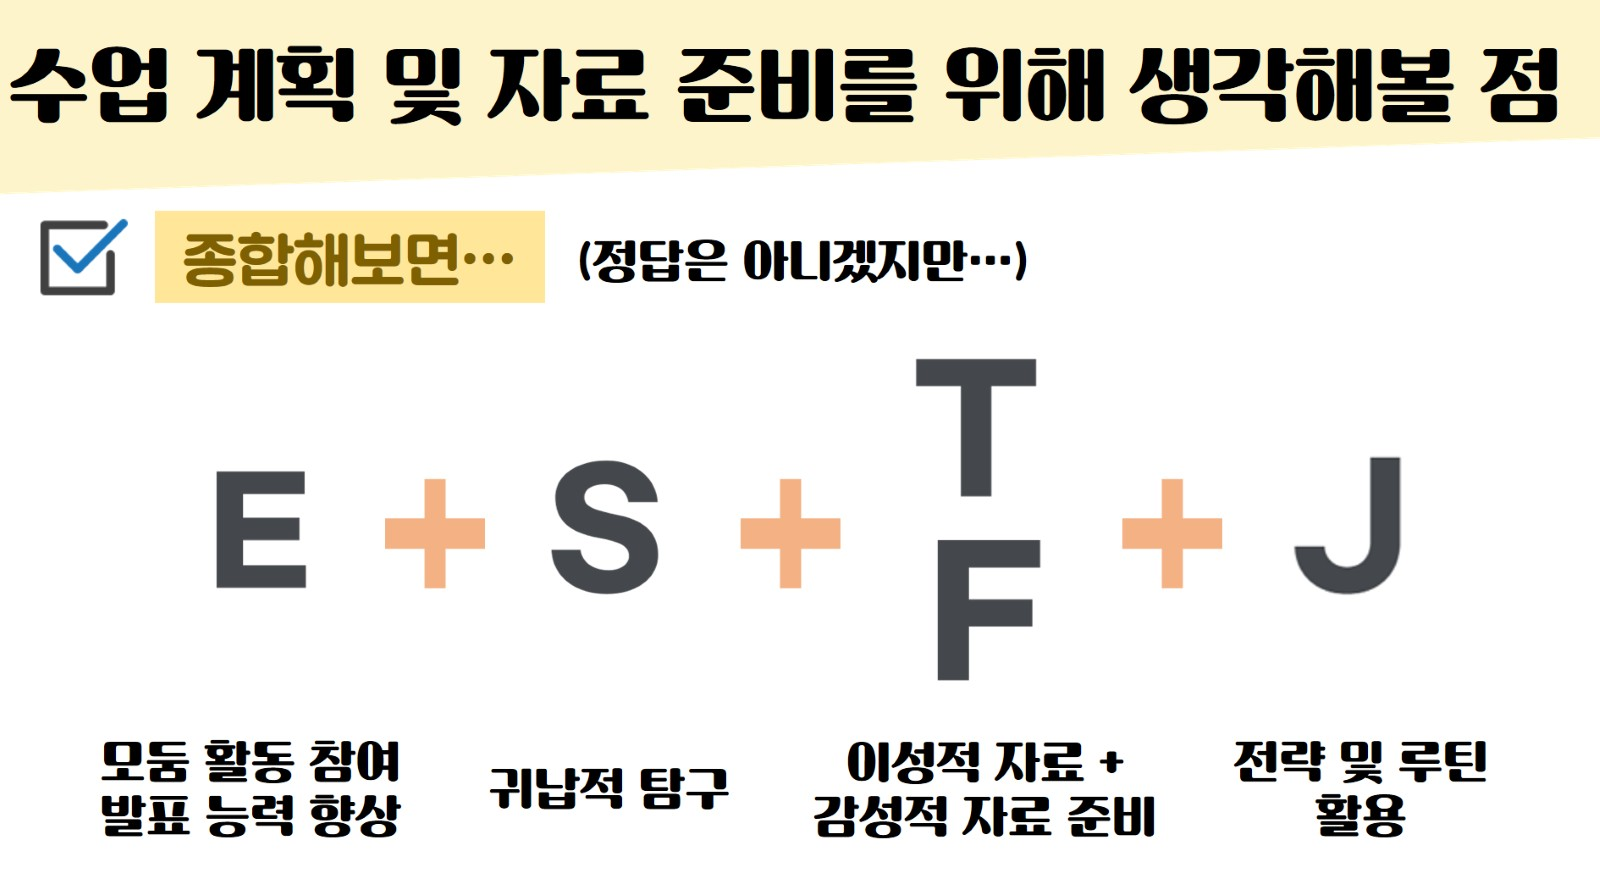 수업 계획 및 자료 준비를 위해 생각해볼 점
종합해보면…
(정답은 아니겠지만…)
E + S + T F + J
모둠 활동 참여
발표 능력 향상
귀납적 탐구
이성적 자료 +
감성적 자료 준비
전략 및 루틴
활용